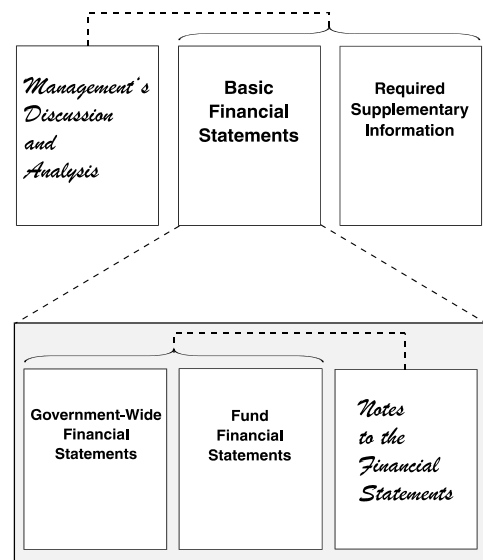 Management's
Discussion
and
Analysis
Basic
Financial
Statements
Required
Supplementary
Information
Government-Wide
Financial
Statements
Fund
Financial
Statements
Notes
to the
Financial
Statements